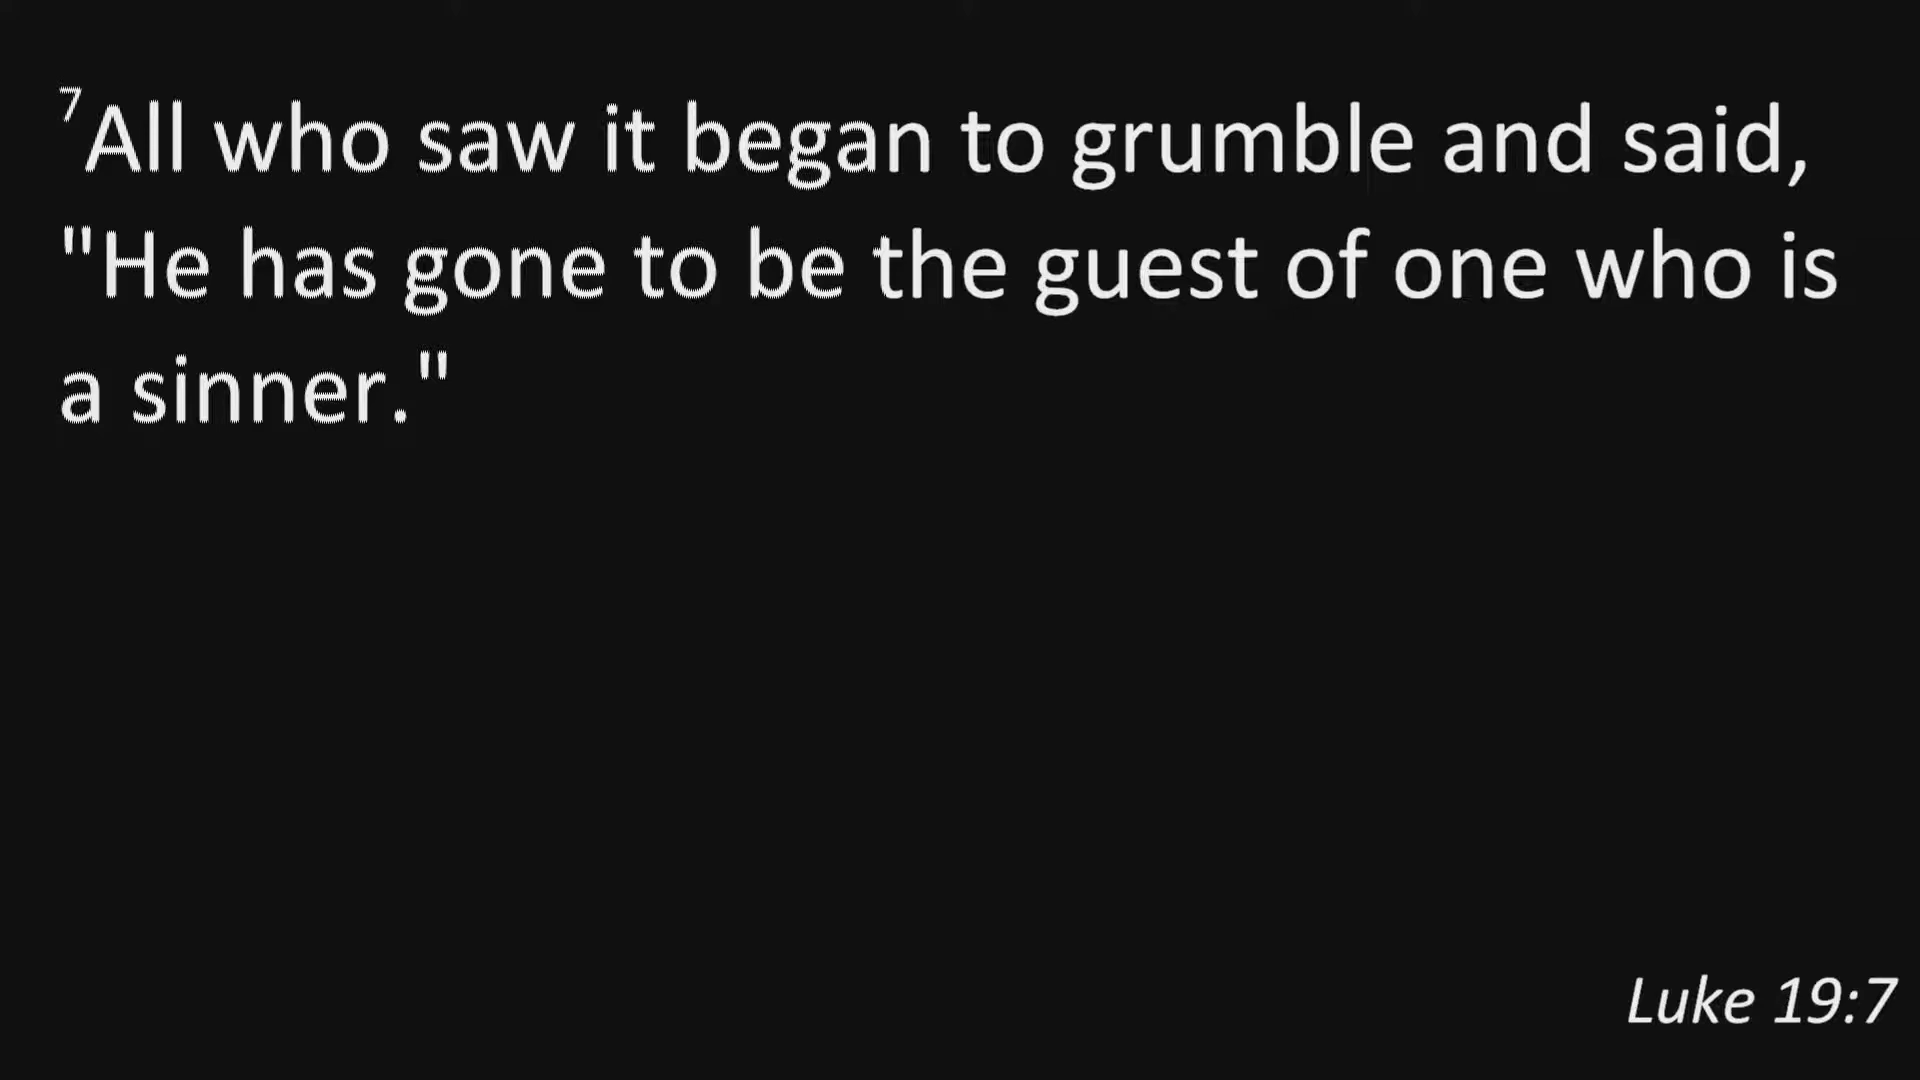 7All who saw it began to grumble and said,
"He has gone to be the guest of one who is
a sinner."
Luke 19:7